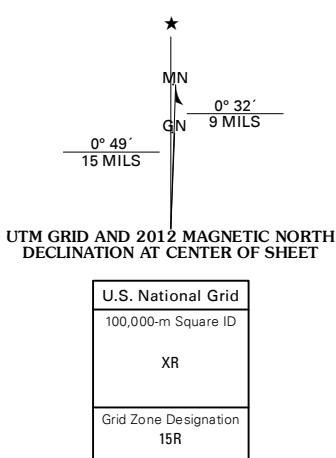 ★
MN
GN
0° 32´
9 MILS
0° 49´
15 MILS
UTM GRID AND 2012 MAGNETIC NORTH
DECLINATION AT CENTER OF SHEET
U.S. National Grid
100,000-m Square ID
XR
Grid Zone Designation
15R